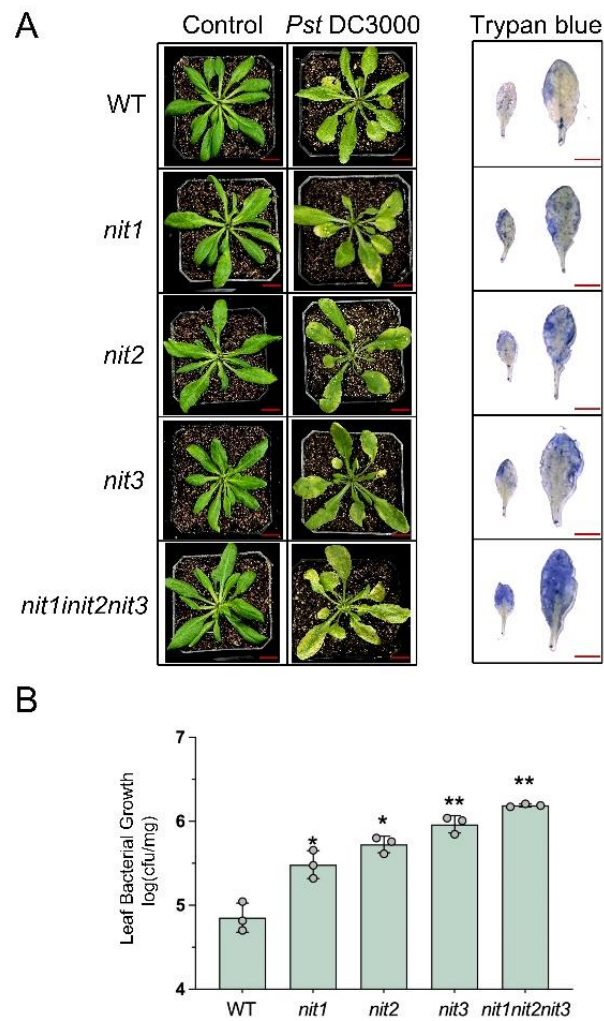 A
Control Pst DC3000 Trypan blue
WT
nit1
nit2
nit3
nit1init2nit3
B
Leaf Bacterial Growth
log(cfu/mg)
7
6
5
4
*
*
**
**
WT nit1 nit2 nit3 nit1nit2nit3